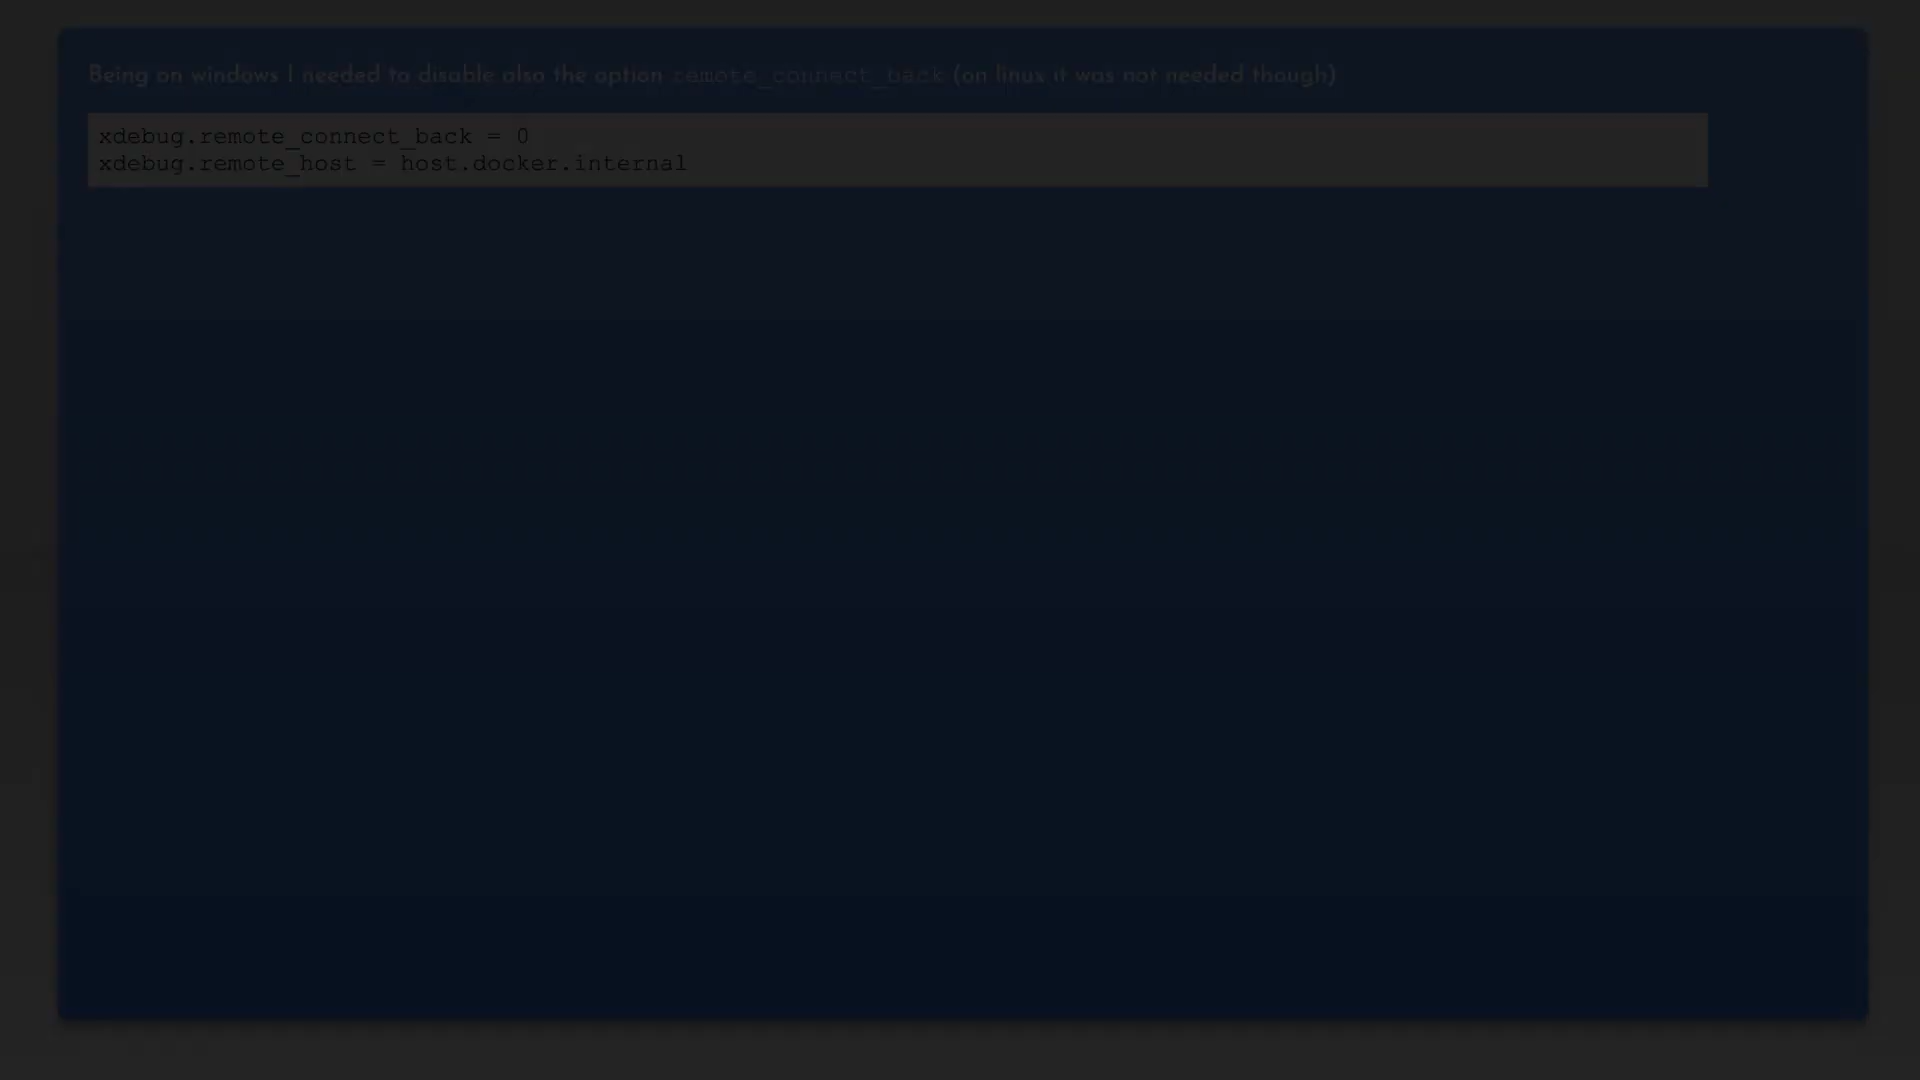 Being on windows I needed to disable also the option remote_connect_back (on linux it was not needed though)
xdebug.remote_connect_back = 0
xdebug.remote_host = host.docker.internal